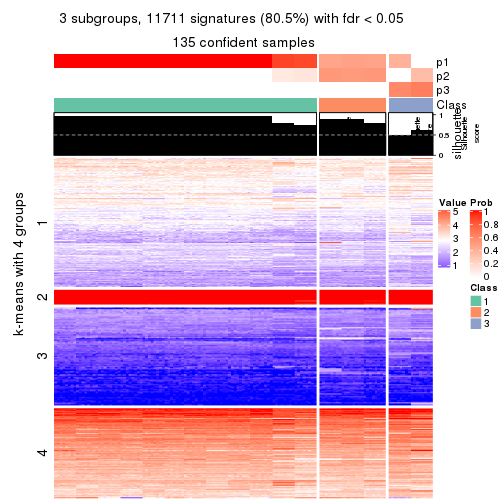 3 subgroups, 11711 signatures (80.5%) with fdr < 0.05
135 confident samples
p1
p2
p3
Class
1
0.5
0
silhouette
Silhouette
score
k-means with 4 groups
1
2
3
4
Value
5
4
3
2
1
Prob
1
0.8
0.6
0.4
0.2
0
Class
1
2
3